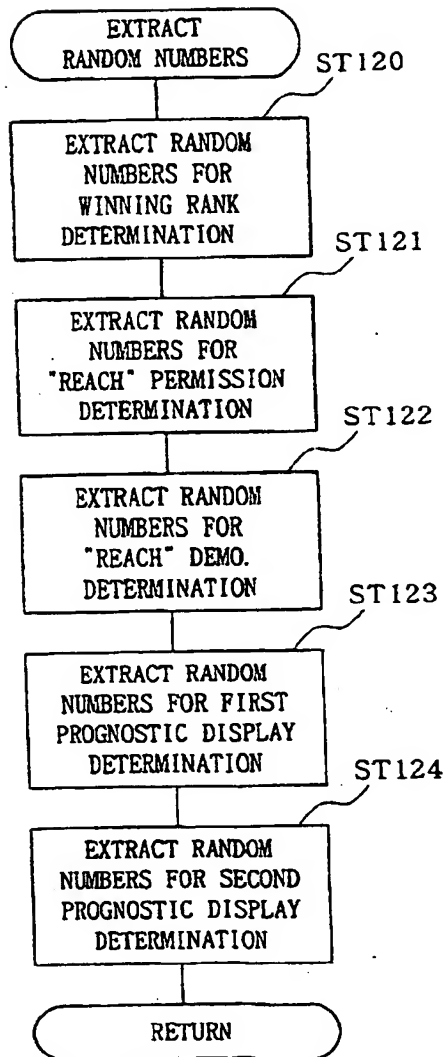 EXTRACT
RANDOM NUMBERS
ST120
EXTRACT RANDOM
NUMBERS FOR
WINNING RANK
DETERMINATION
ST121
EXTRACT RANDOM
NUMBERS FOR
"REACH" PERMISSION
DETERMINATION
ST122
EXTRACT RANDOM
NUMBERS FOR
"REACH" DEMO.
DETERMINATION
ST123
EXTRACT RANDOM
NUMBERS FOR FIRST
PROGNOSTIC DISPLAY
DETERMINATION
ST124
EXTRACT RANDOM
NUMBERS FOR SECOND
PROGNOSTIC DISPLAY
DETERMINATION
RETURN